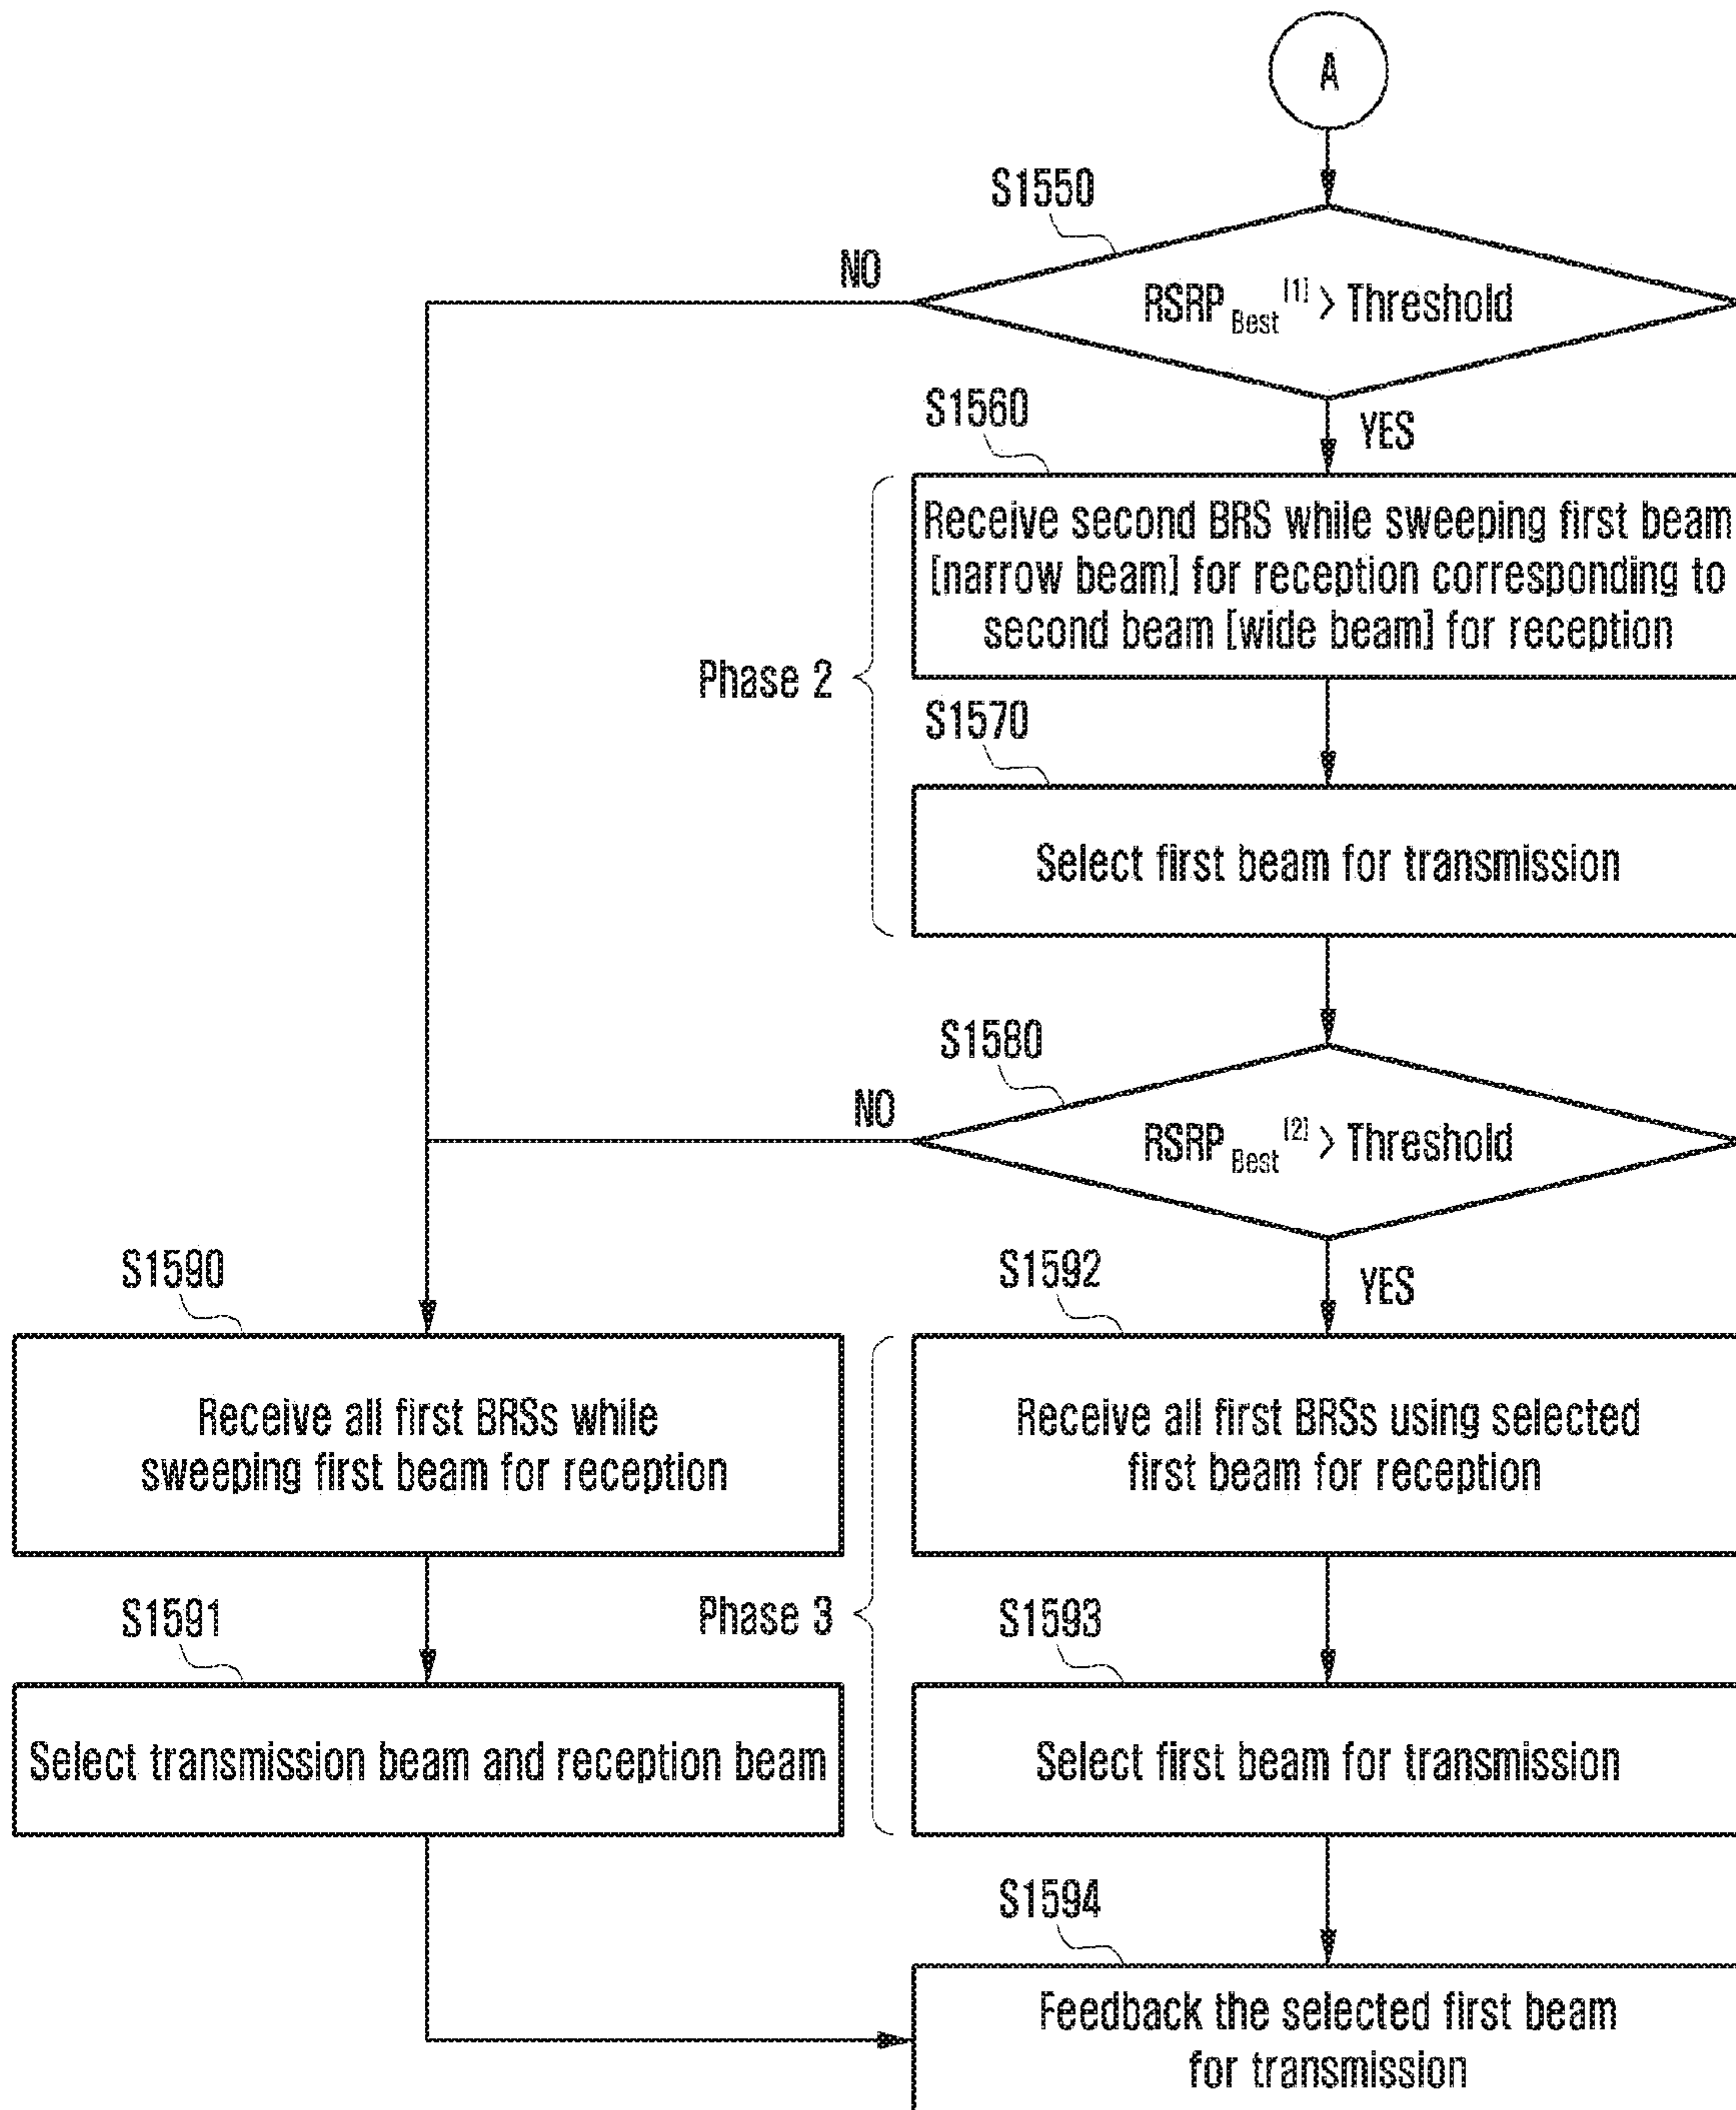 A
S1550
NO
RSRP Best [1] > Threshold
S1560
YES
Receive second BRS while sweeping first beam
[narrow beam] for reception corresponding to
second beam [wide beam] for reception
Phase 2
S1570
Select first beam for transmission
S1580
NO
RSRP Best [2] > Threshold
S1590
S1592
YES
Receive all first BRSs while
sweeping first beam for reception
Receive all first BRSs using selected
first beam for reception
S1591
Phase 3
S1593
Select transmission beam and reception beam
Select first beam for transmission
S1594
Feedback the selected first beam
for transmission